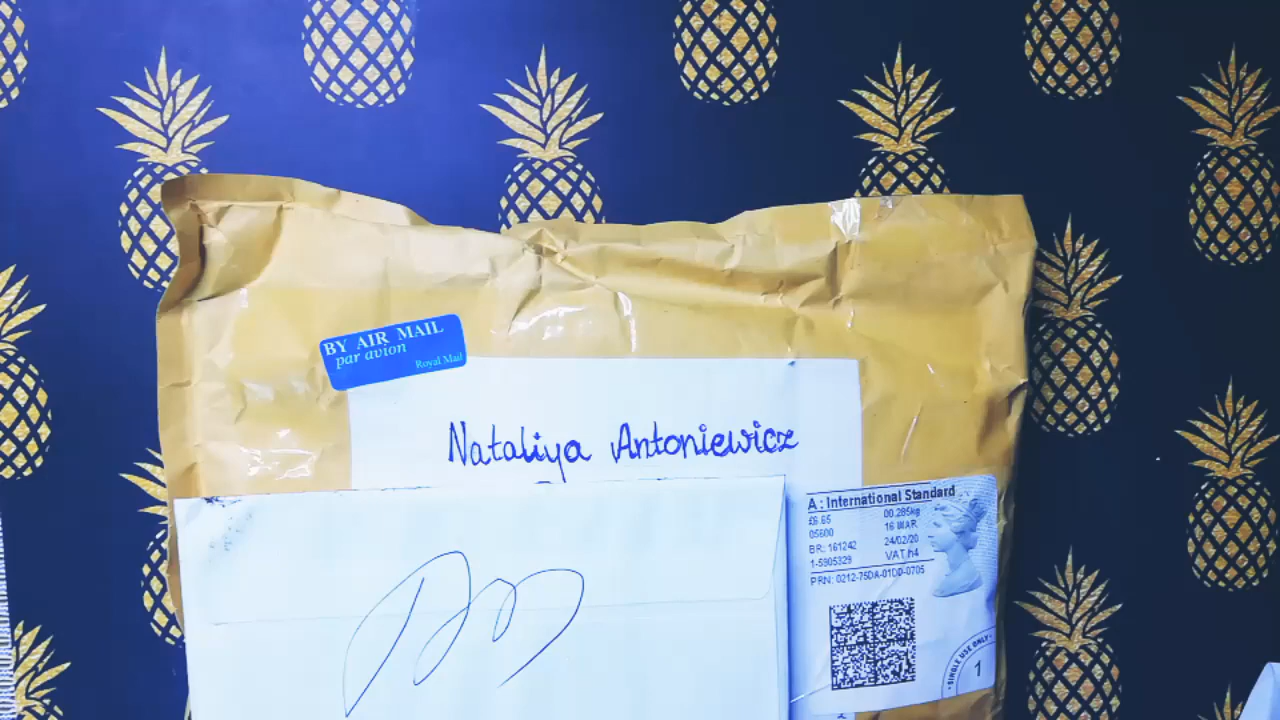 BY AIR MAIL
par avion
Royal Mail
Nataliya Antoniewicz
A : International Standard
£6.65 00.285kg
05600 16 MAR
BR: 161242 24/02/20
1-5905329 VAT h4
PRN: 0212-75DA-01DD-0705
• SINGLE USE ONLY •
1